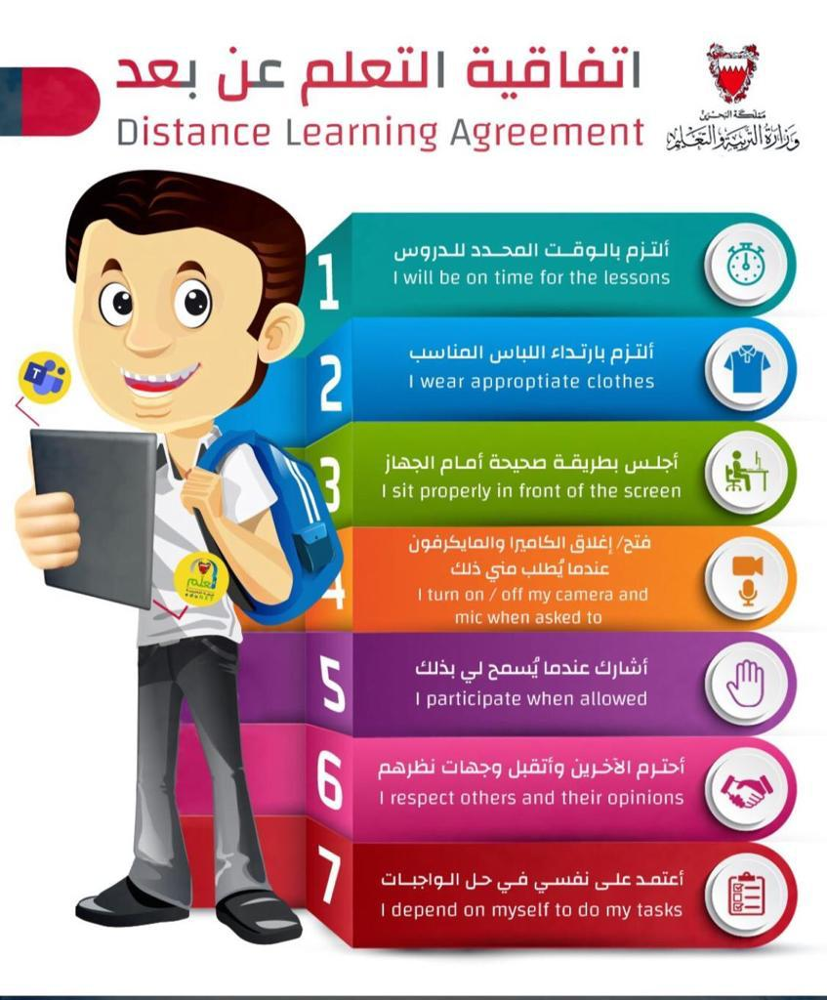 اتفاقية التعلم عن بعد
Distance Learning Agreement
مملكة البحرين
وزارة التربية والتعليم
1
ألتزم بالوقت المحدد للدروس
I will be on time for the lessons
2
ألتزم بارتداء اللباس المناسب
I wear approptiate clothes
3
أجلس بطريقة صحيحة أمام الجهاز
I sit properly in front of the screen
4
فتح/ إغلاق الكاميرا والمايكرفون
عندما يُطلب مني ذلك
I turn on / off my camera and
mic when asked to
5
أشارك عندما يُسمح لي بذلك
I participate when allowed
6
أحترم الآخرين وأتقبل وجهات نظرهم
I respect others and their opinions
7
أعتمد على نفسي في حل الواجبات
I depend on myself to do my tasks
T